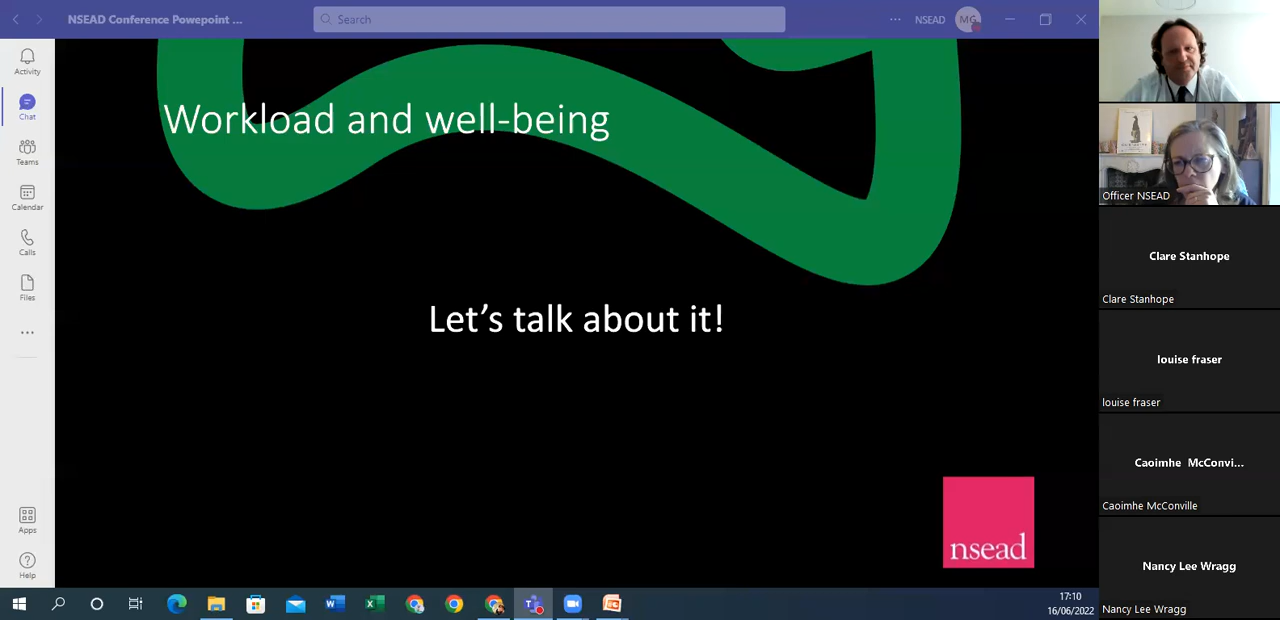 NSEAD Conference Powepoint ...
Search
NSEAD
MG
Activity
Chat
Teams
Calendar
Calls
Files
Apps
Help
Workload and well-being
Let's talk about it!
nsead
Officer NSEAD
Clare Stanhope
Clare Stanhope
louise fraser
louise fraser
Caoimhe McConvi...
Caoimhe McConville
Nancy Lee Wragg
Nancy Lee Wragg
17:10
16/06/2022